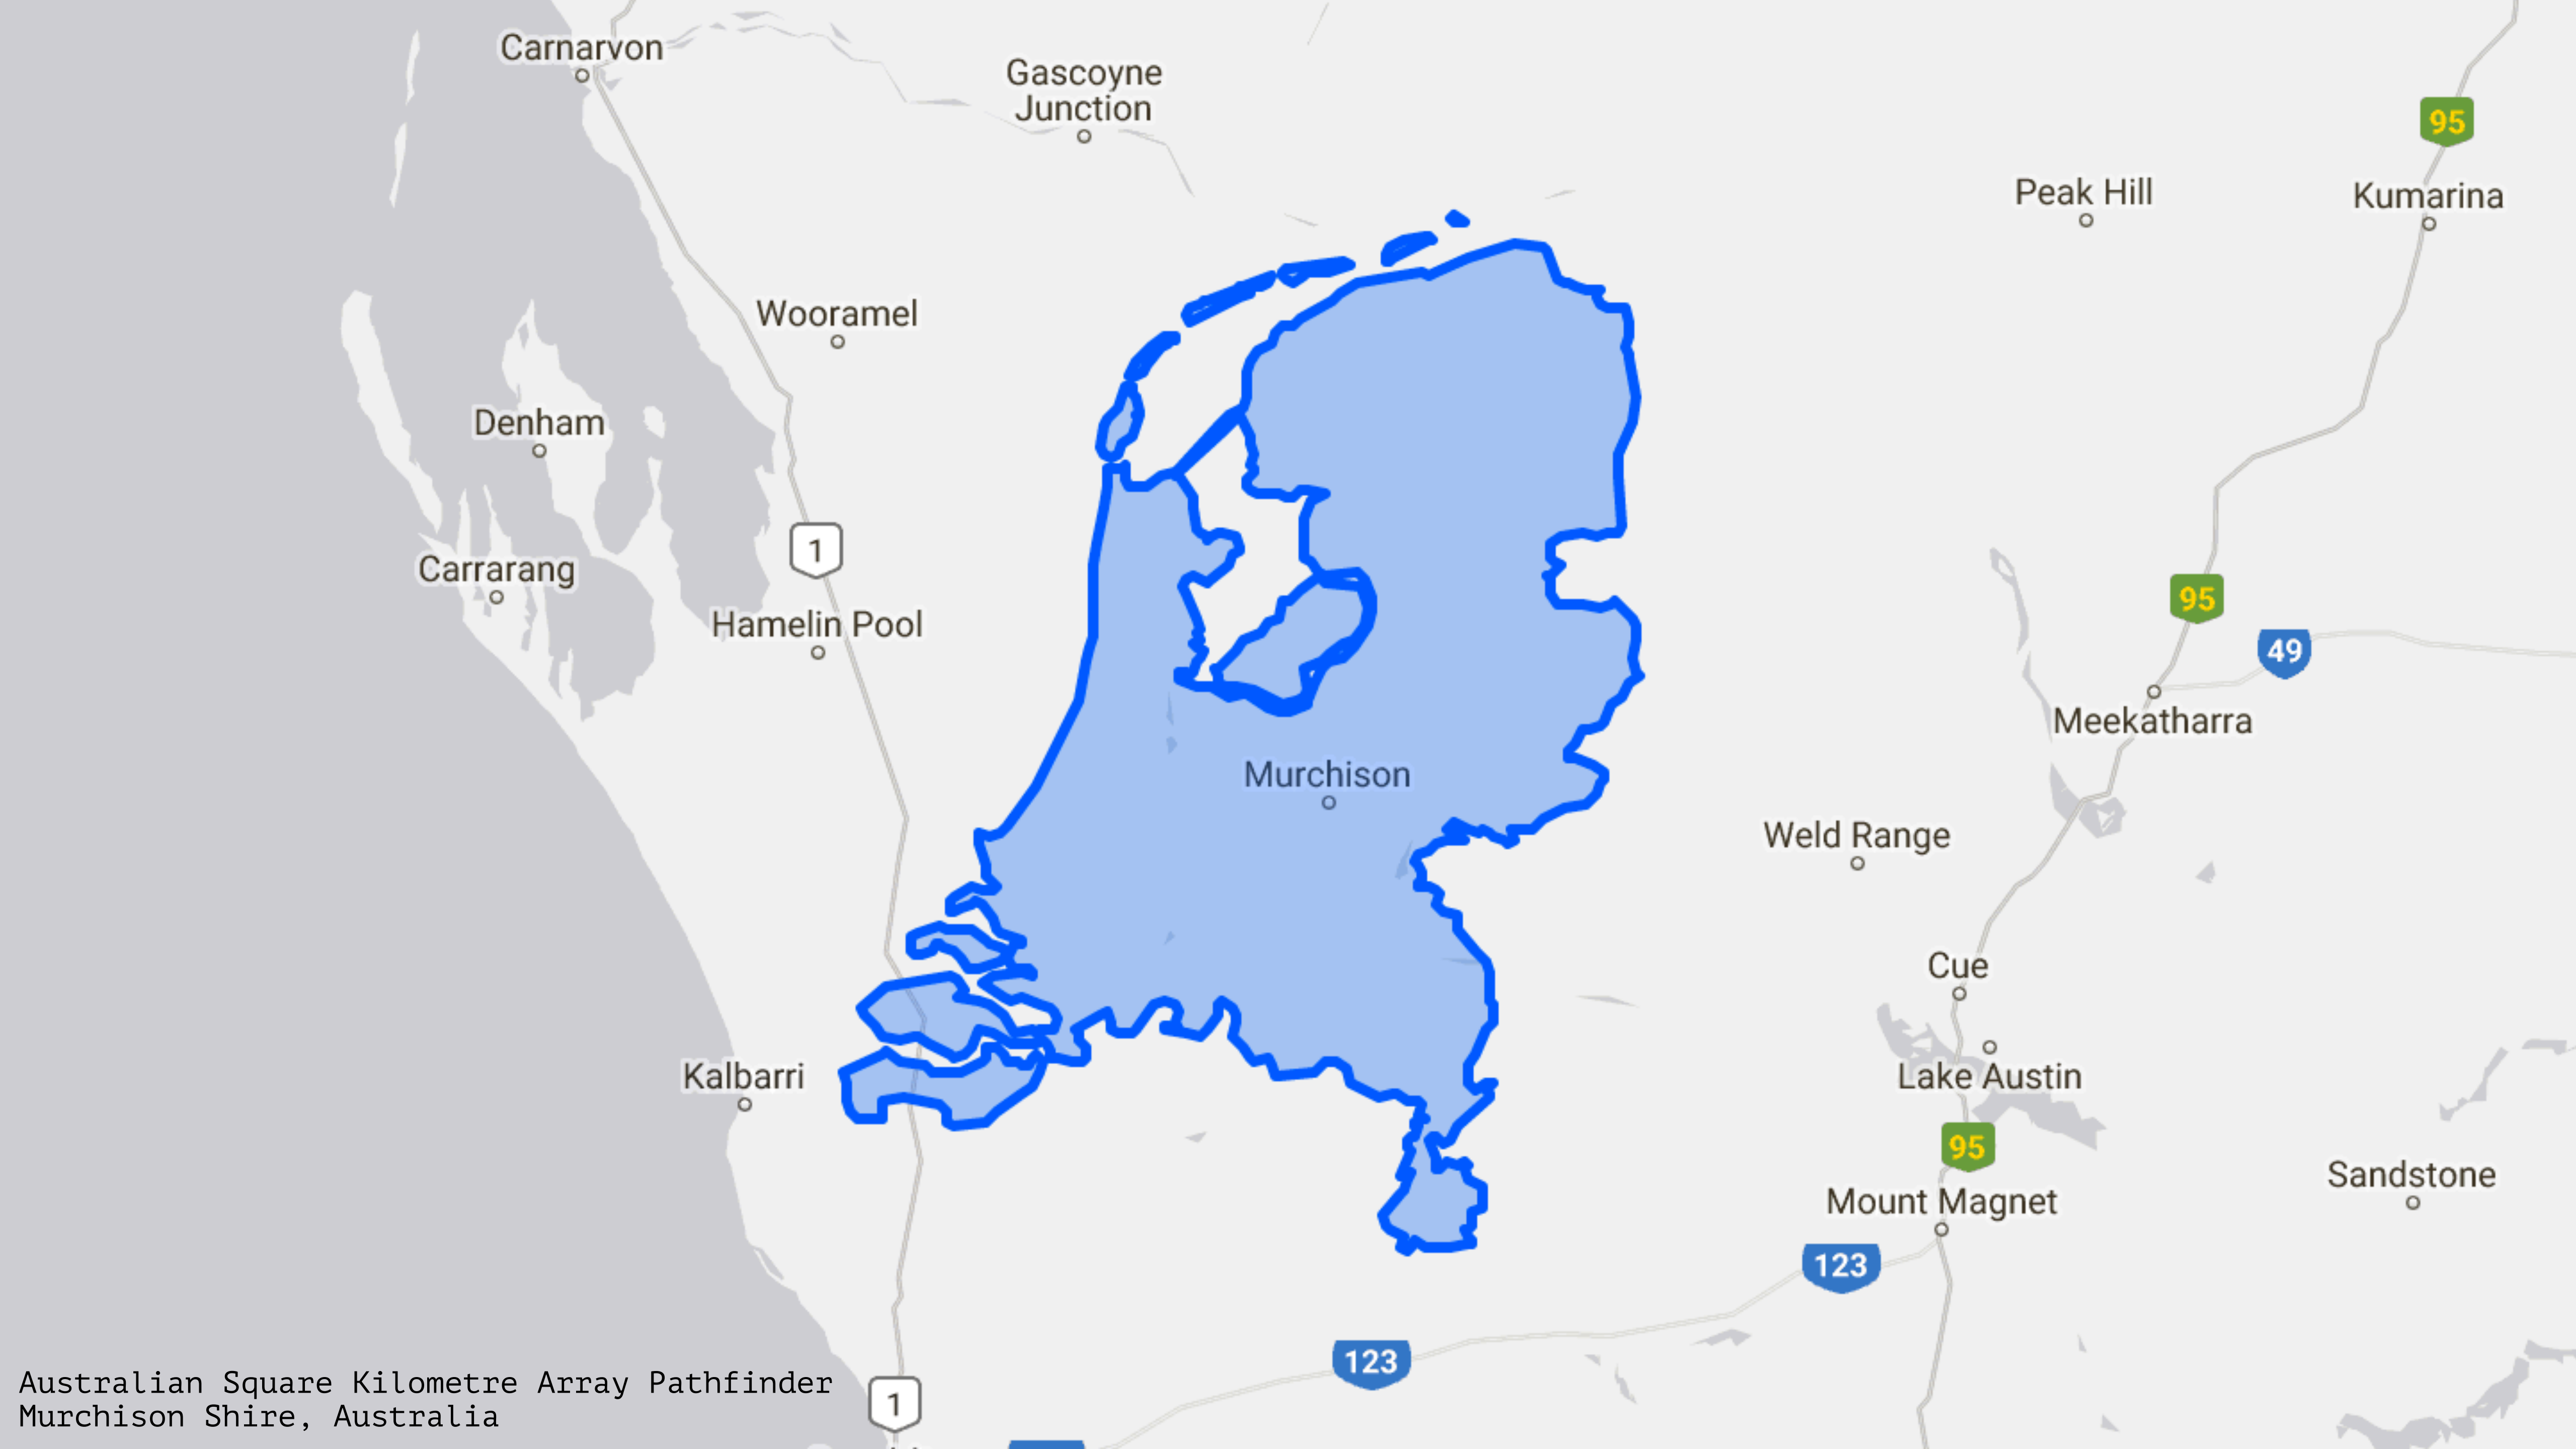 Carnarvon
Gascoyne
Junction
95
Peak Hill
Kumarina
Wooramel
Denham
1
Carrarang
95
Hamelin Pool
49
Meekatharra
Murchison
Weld Range
Cue
Kalbarri
Lake Austin
95
Sandstone
Mount Magnet
123
123
Australian Square Kilometre Array Pathfinder
1
Murchison Shire, Australia